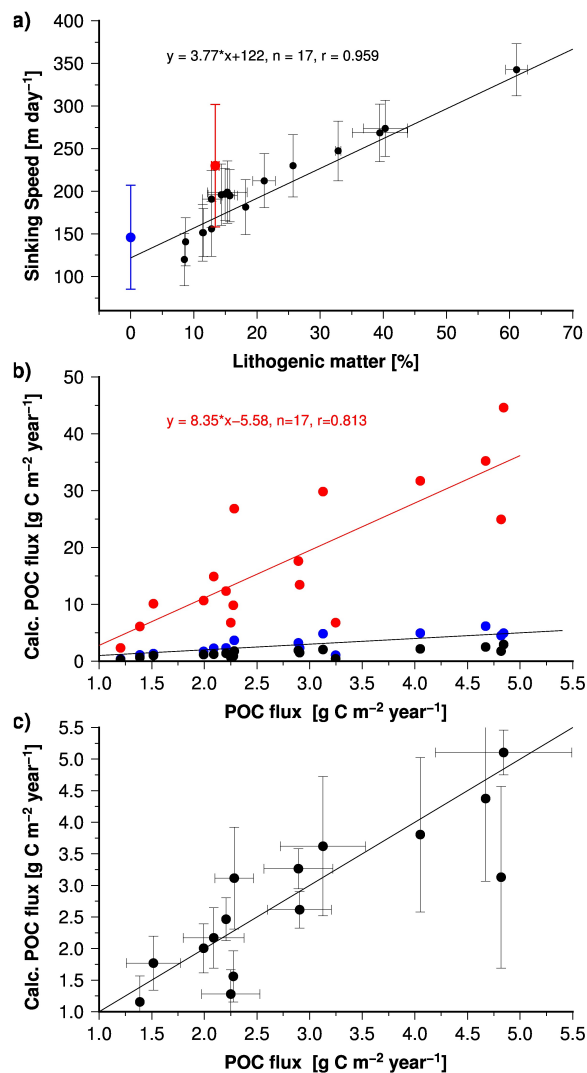 a)
y = 3.77*x+122, n = 17, r = 0.959
Sinking Speed [m day⁻¹]
400
350
300
250
200
150
100
0 10 20 30 40 50 60 70
Lithogenic matter [%]
b)
y = 8.35*x−5.58, n=17, r=0.813
Calc. POC flux [g C m⁻² year⁻¹]
50
40
30
20
10
0
1.0 1.5 2.0 2.5 3.0 3.5 4.0 4.5 5.0 5.5
POC flux [g C m⁻² year⁻¹]
c)
Calc. POC flux [g C m⁻² year⁻¹]
5.5
5.0
4.5
4.0
3.5
3.0
2.5
2.0
1.5
1.0
1.0 1.5 2.0 2.5 3.0 3.5 4.0 4.5 5.0 5.5
POC flux [g C m⁻² year⁻¹]